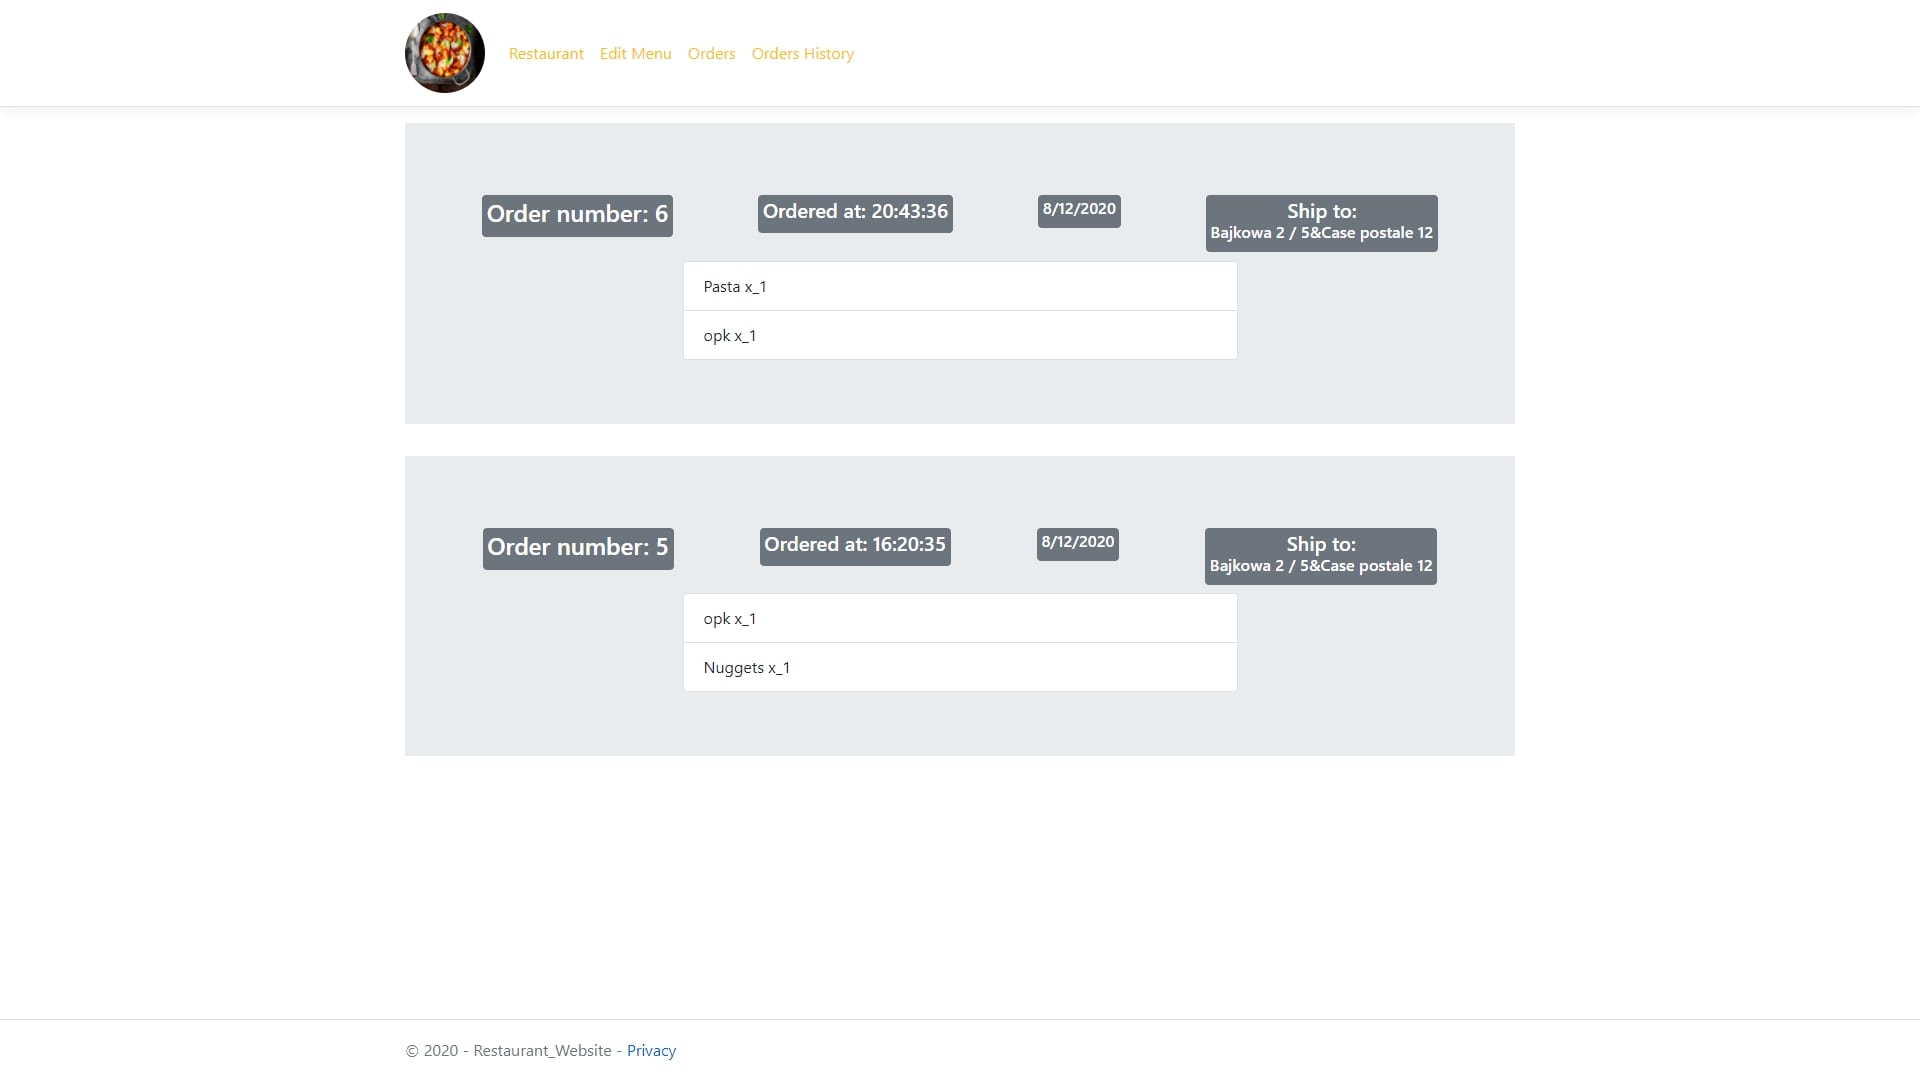 Restaurant Edit Menu Orders Orders History
Order number: 6
Ordered at: 20:43:36
8/12/2020
Ship to:
Bajkowa 2 / 5&Case postale 12
Pasta x_1
opk x_1
Order number: 5
Ordered at: 16:20:35
8/12/2020
Ship to:
Bajkowa 2 / 5&Case postale 12
opk x_1
Nuggets x_1
© 2020 - Restaurant_Website - Privacy